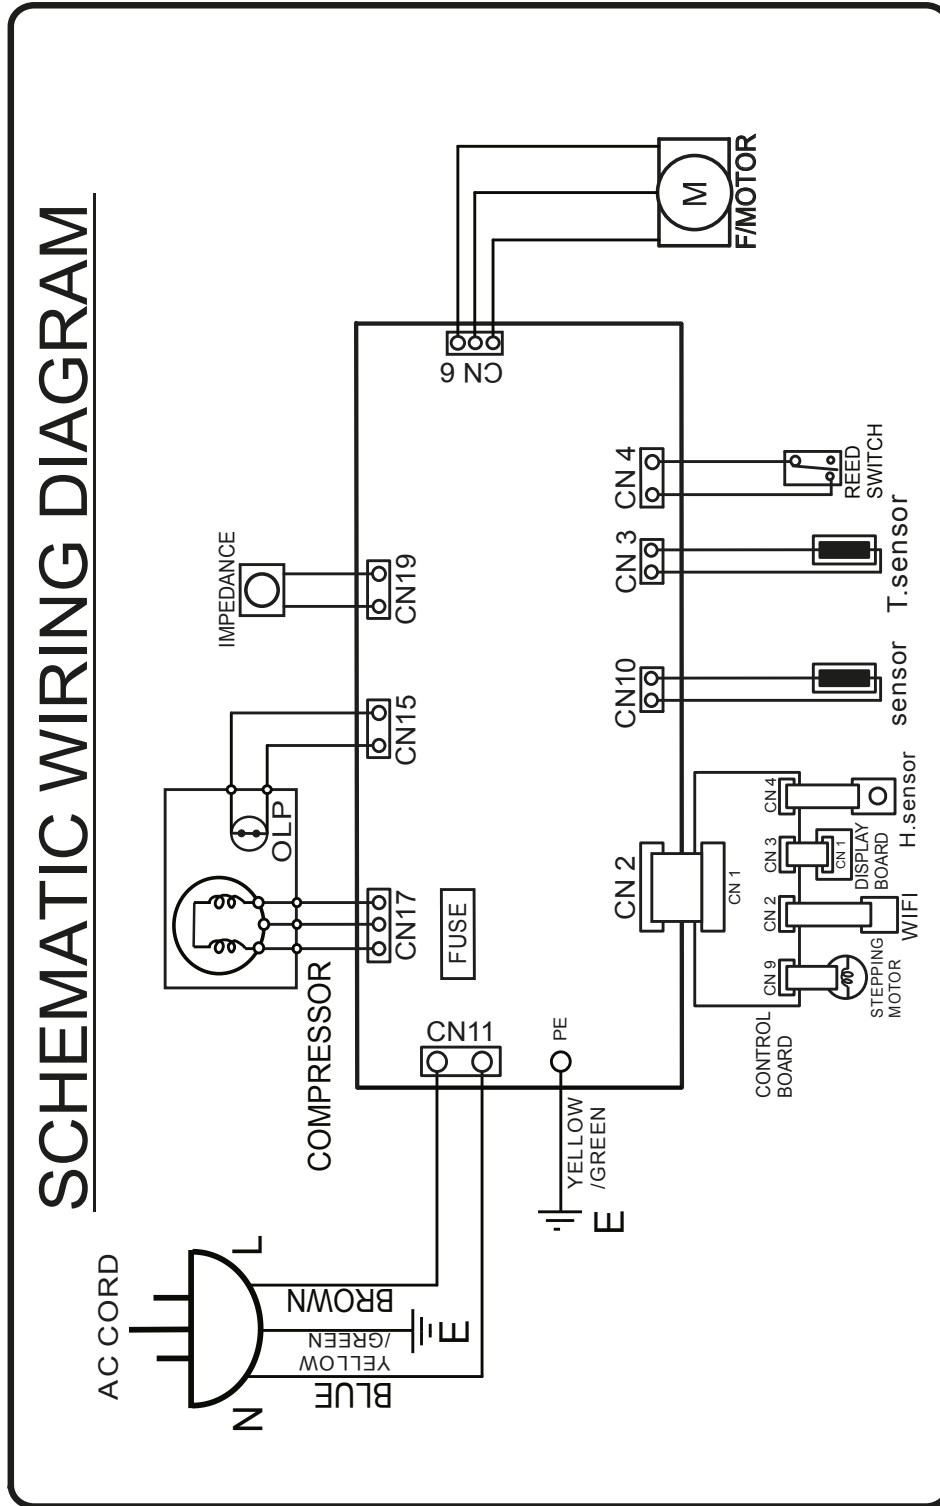 SCHEMATIC WIRING DIAGRAM
AC CORD
L
N
BROWN
YELLOW
/GREEN
BLUE
E
COMPRESSOR
OLP
IMPEDANCE
CN17
CN15
CN19
FUSE
CN11
PE
YELLOW
/GREEN
E
CN 6
M
F/MOTOR
CN 2
CN10
CN 3
CN 4
CN 1
CN 9
CN 2
CN 3
CN 4
CN 1
CONTROL
BOARD
STEPPING
MOTOR
WIFI
DISPLAY
BOARD
H.sensor
sensor
T.sensor
REED
SWITCH